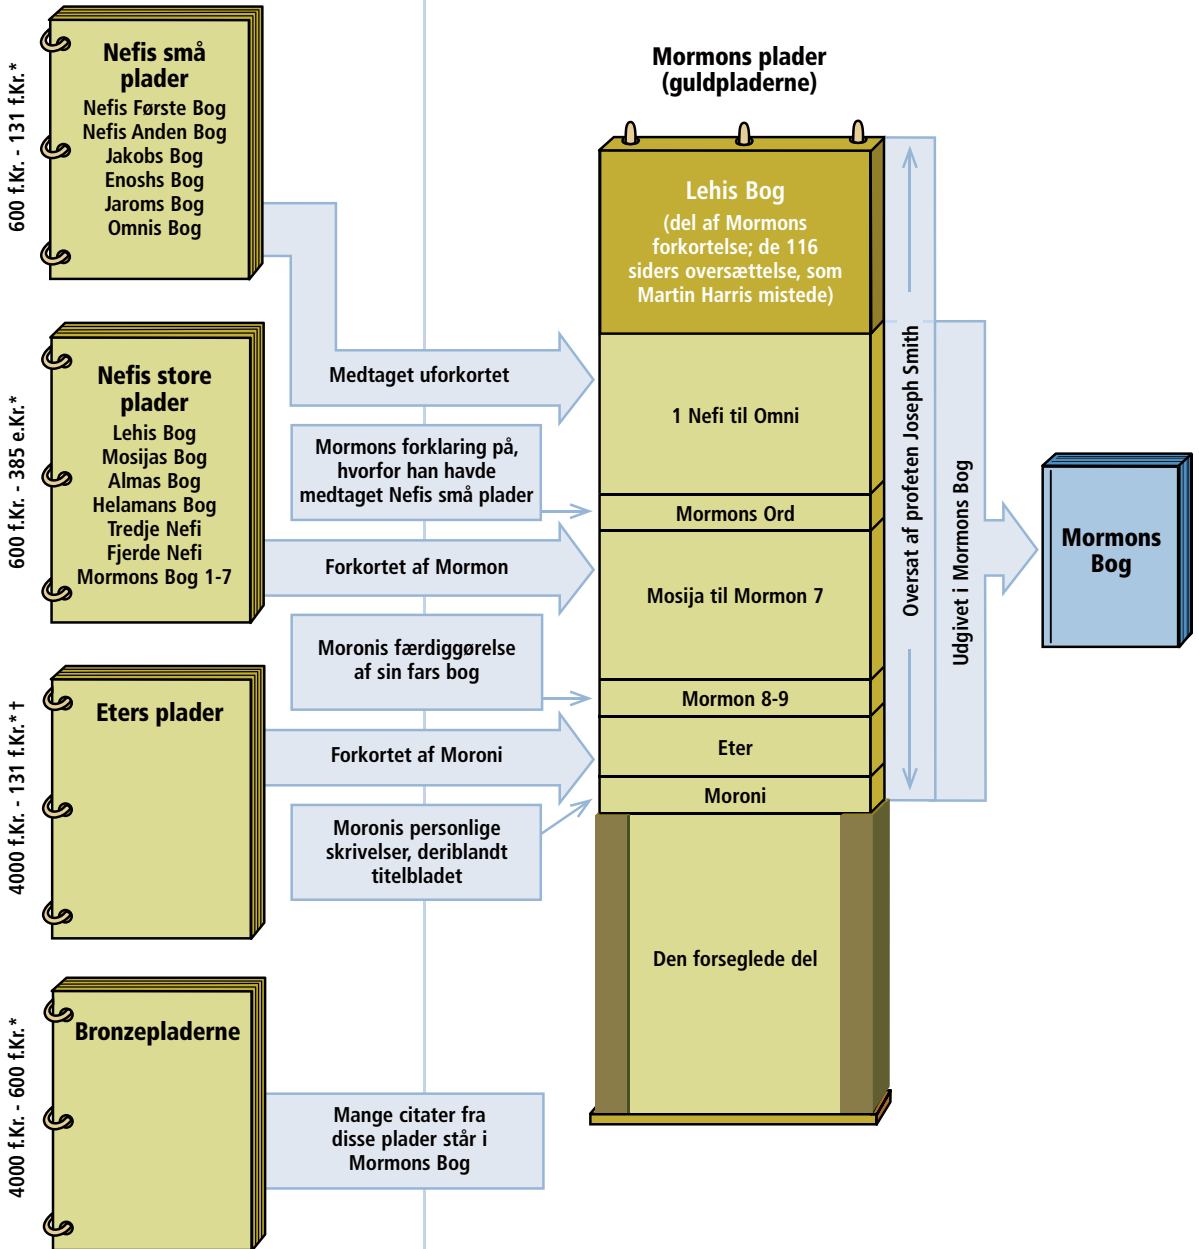 600 f.Kr. - 131 f.Kr.*
Nefis små
plader
Nefis Første Bog
Nefis Anden Bog
Jakobs Bog
Enoshs Bog
Jaroms Bog
Omnis Bog
600 f.Kr. - 385 e.Kr.*
Nefis store
plader
Lehis Bog
Mosijas Bog
Almas Bog
Helamans Bog
Tredje Nefi
Fjerde Nefi
Mormons Bog 1-7
4000 f.Kr. - 131 f.Kr.*†
Eters plader
4000 f.Kr. - 600 f.Kr.*
Bronzepladerne
Medtaget uforkortet
Mormons forklaring på,
hvorfor han havde
medtaget Nefis små plader
Forkortet af Mormon
Moronis færdiggørelse
af sin fars bog
Forkortet af Moroni
Moronis personlige
skrivelser, deriblandt
titelbladet
Mange citater fra
disse plader står i
Mormons Bog
Mormons plader
(guldpladerne)
Lehis Bog
(del af Mormons
forkortelse; de 116
siders oversættelse, som
Martin Harris mistede)
1 Nefi til Omni
Mormons Ord
Mosija til Mormon 7
Mormon 8-9
Eter
Moroni
Den forseglede del
Oversat af profeten Joseph Smith
Udgivet i Mormons Bog
Mormons
Bog